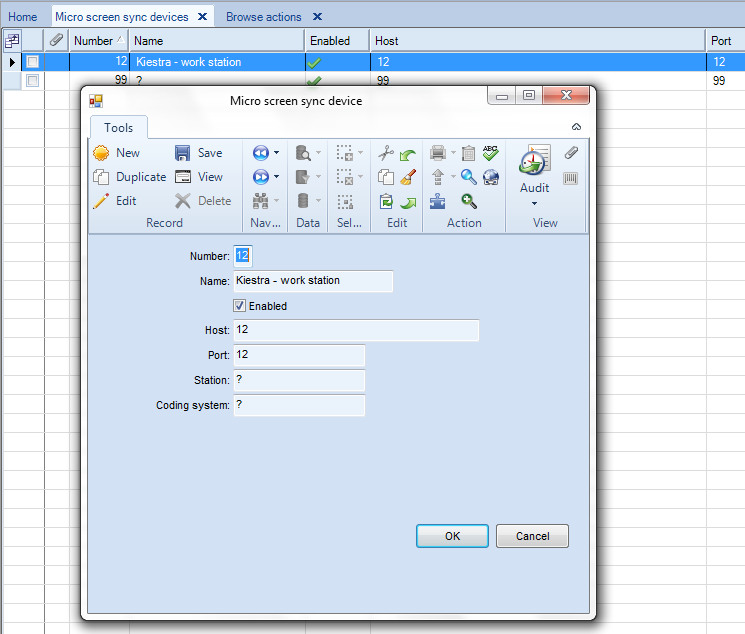 Home Micro screen sync devices Browse actions
Number Name Enabled Host Port
12 Kiestra - work station 12 12
99 ? 99 99
Micro screen sync device
Tools
New Save
Duplicate View
Edit Delete
Record Nav... Data Sel... Edit Action View
ABC
Audit
Number: 12
Name: Kiestra - work station
Enabled
Host: 12
Port: 12
Station: ?
Coding system: ?
OK Cancel